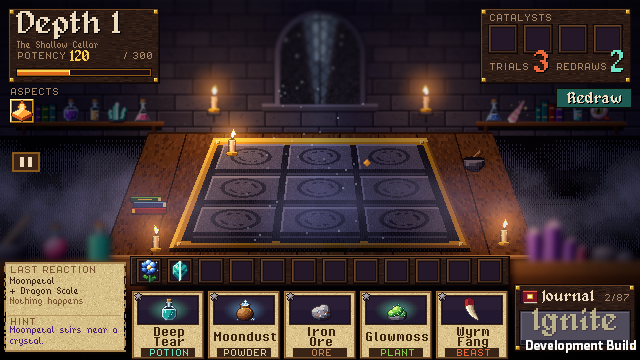 Depth 1
The Shallow Cellar
POTENCY 120 / 300
ASPECTS
CATALYSTS
TRIALS 3 REDRAWS 2
Redraw
LAST REACTION
Moonpetal
+ Dragon Scale
Nothing happens
HINT
Moonpetal stirs near a
crystal.
Deep
Tear
POTION
Moondust
POWDER
Iron
Ore
ORE
Glowmoss
PLANT
Wyrm
Fang
BEAST
Journal 2/87
Ignite
Development Build